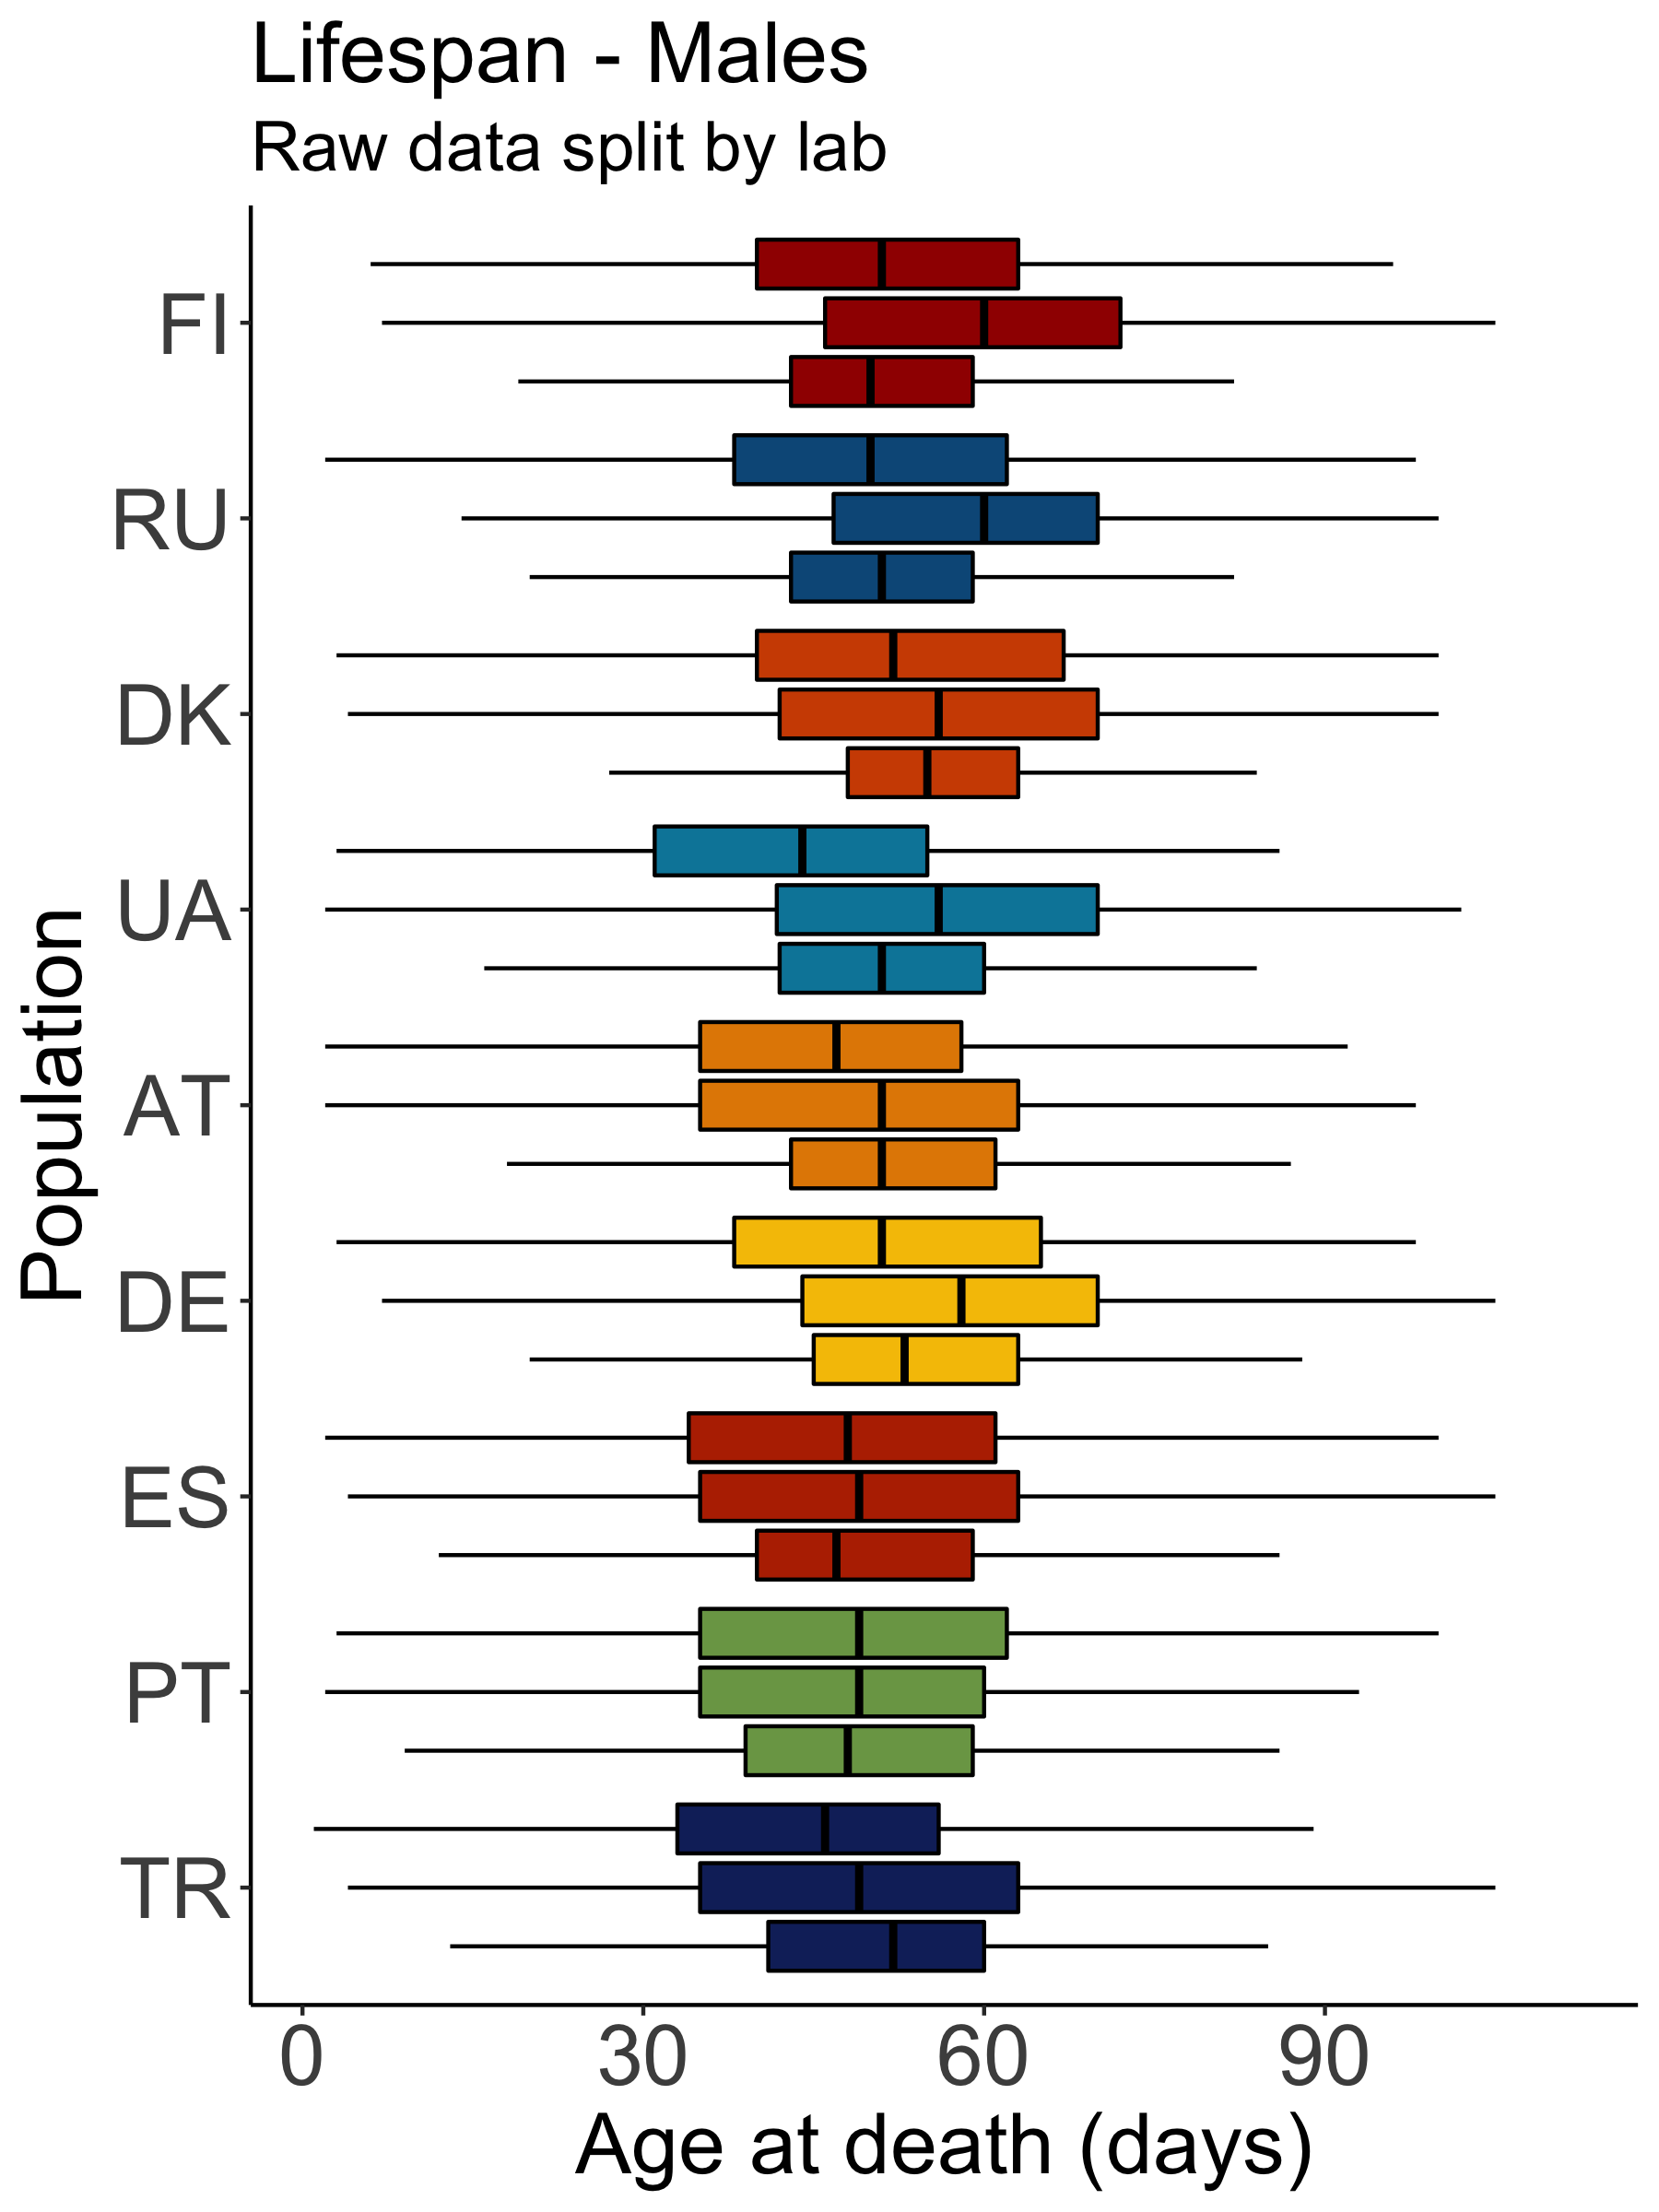 Lifespan - Males
Raw data split by lab
Population
FI
RU
DK
UA
AT
DE
ES
PT
TR
0 30 60 90
Age at death (days)